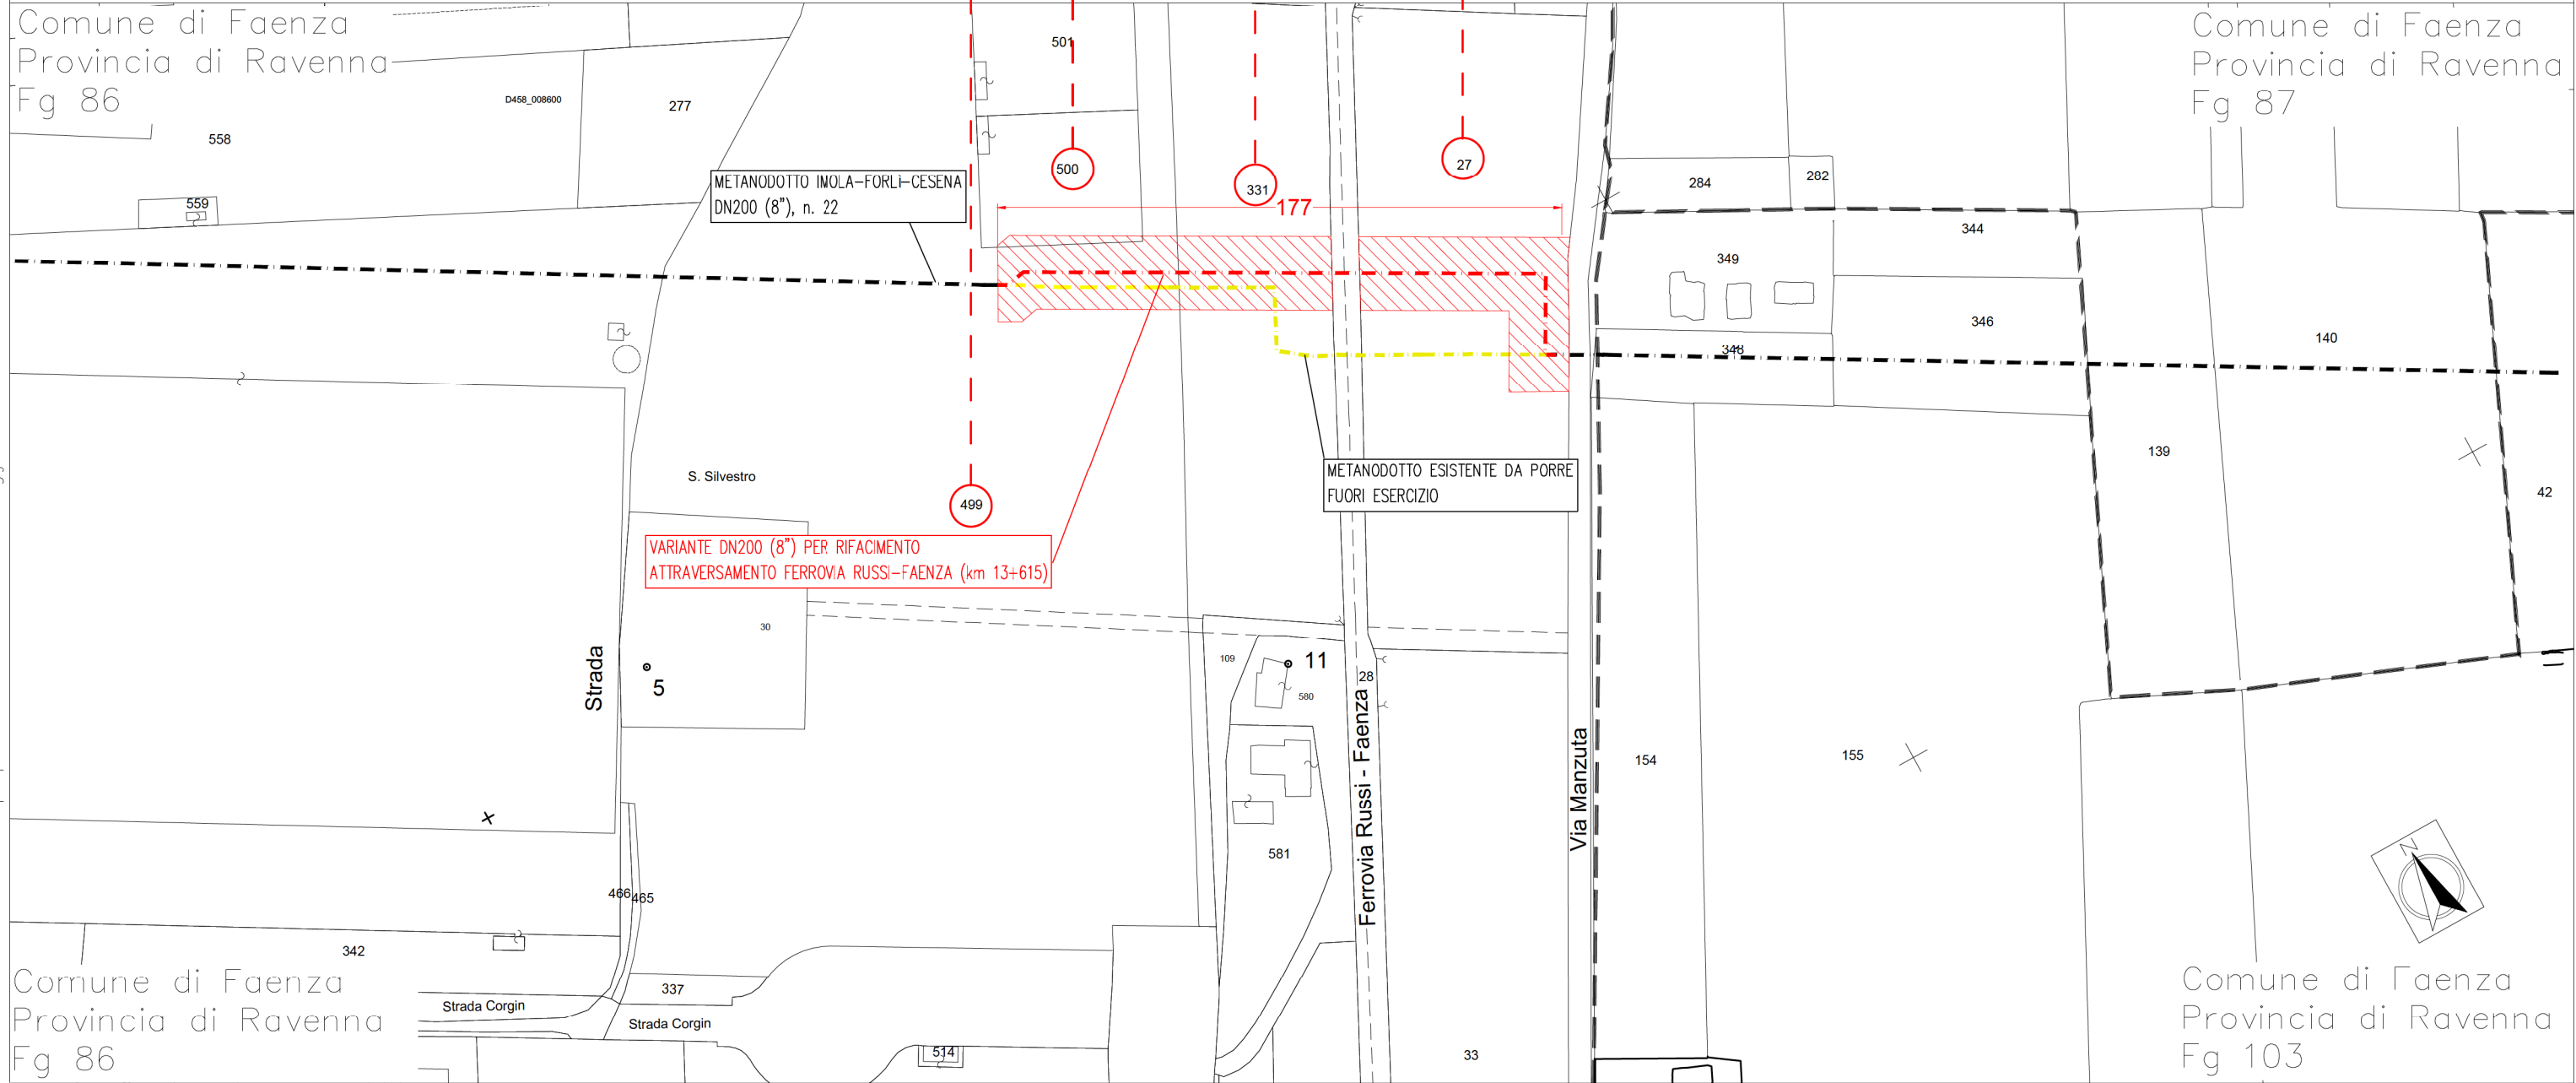 Comune di Faenza
Provincia di Ravenna
Fg 86
Comune di Faenza
Provincia di Ravenna
Fg 87
501
D458_008600
277
558
559
METANODOTTO IMOLA-FORLÌ-CESENA
DN200 (8"), n. 22
500
331
27
177
284
282
344
349
346
348
140
139
42
S. Silvestro
499
METANODOTTO ESISTENTE DA PORRE
FUORI ESERCIZIO
VARIANTE DN200 (8") PER RIFACIMENTO
ATTRAVERSAMENTO FERROVIA RUSSI-FAENZA (km 13+615)
30
Strada
5
109
11
580
28
Ferrovia Russi - Faenza
Via Manzuta
154
155
581
466
465
342
337
Strada Corgin
Strada Corgin
514
33
N
Comune di Faenza
Provincia di Ravenna
Fg 86
Comune di Faenza
Provincia di Ravenna
Fg 103